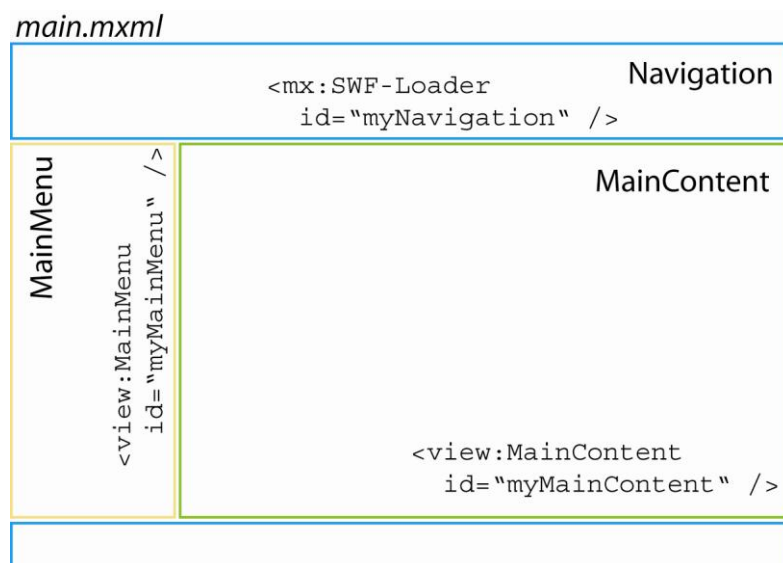 main.mxml
Navigation
<mx:SWF-Loader
id=“myNavigation“ />
MainMenu
<view:MainMenu
id=“myMainMenu“ />
MainContent
<view:MainContent
id=“myMainContent“ />